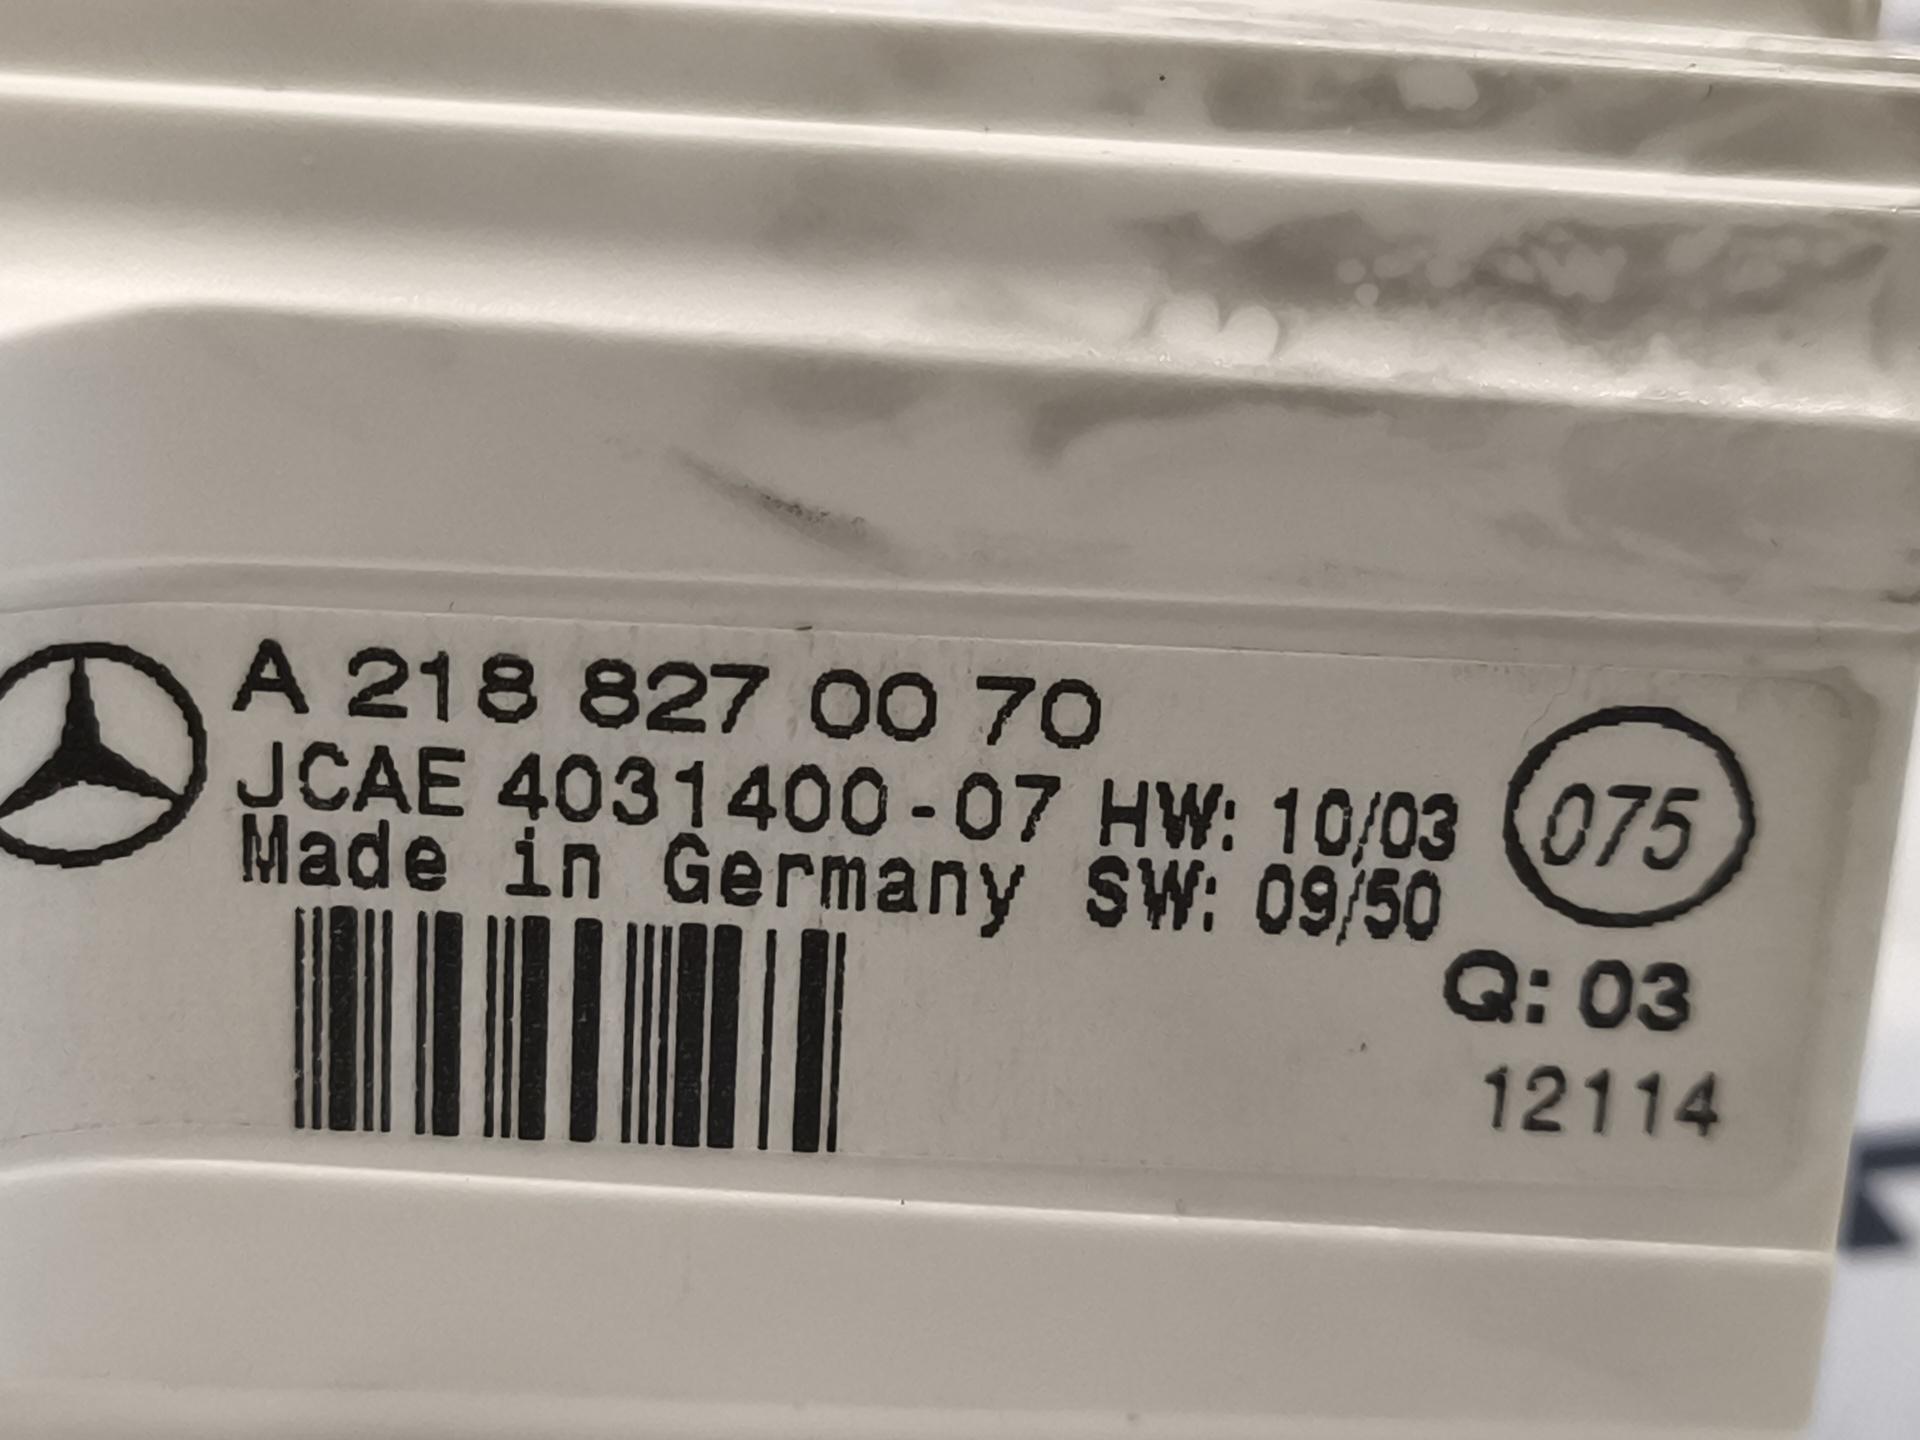 A 218 827 00 70
JCAE 4031400-07 HW: 10/03
Made in Germany SW: 09/50
075
Q: 03
12114